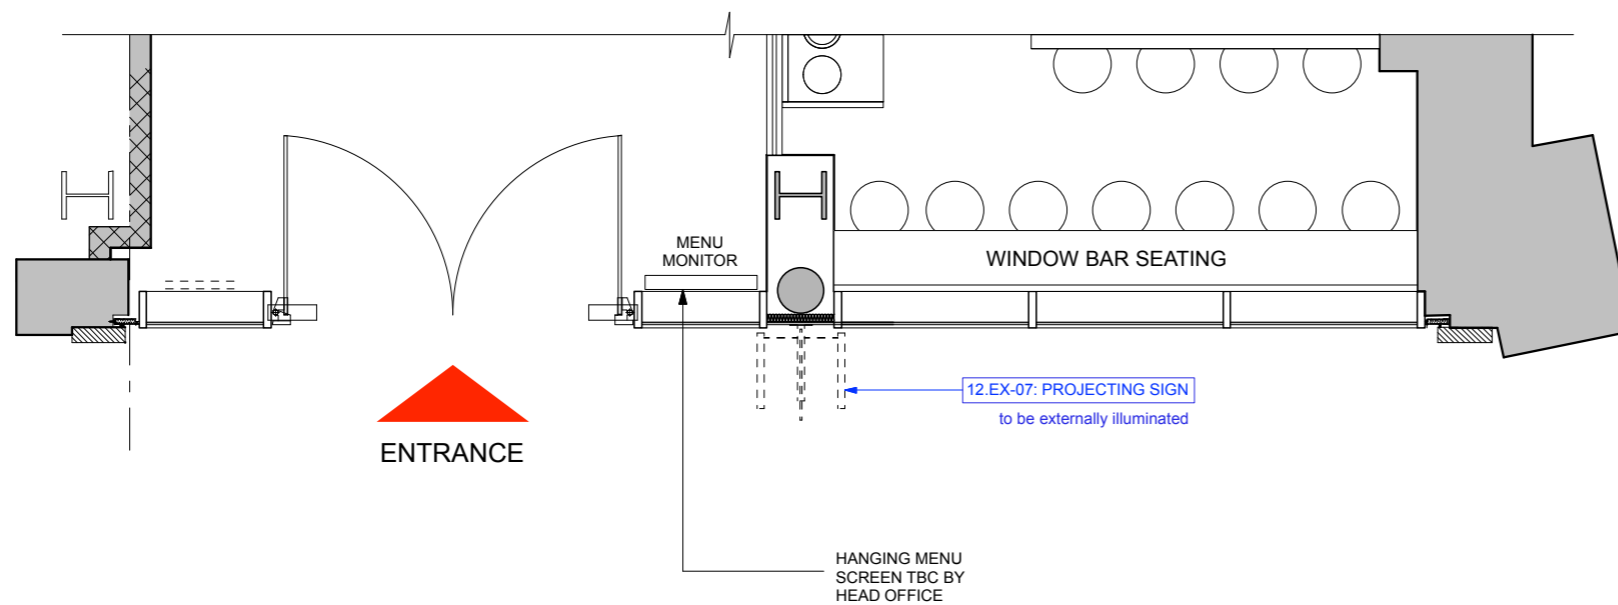 MENU
MONITOR
WINDOW BAR SEATING
12.EX-07: PROJECTING SIGN
to be externally illuminated
ENTRANCE
HANGING MENU
SCREEN TBC BY
HEAD OFFICE